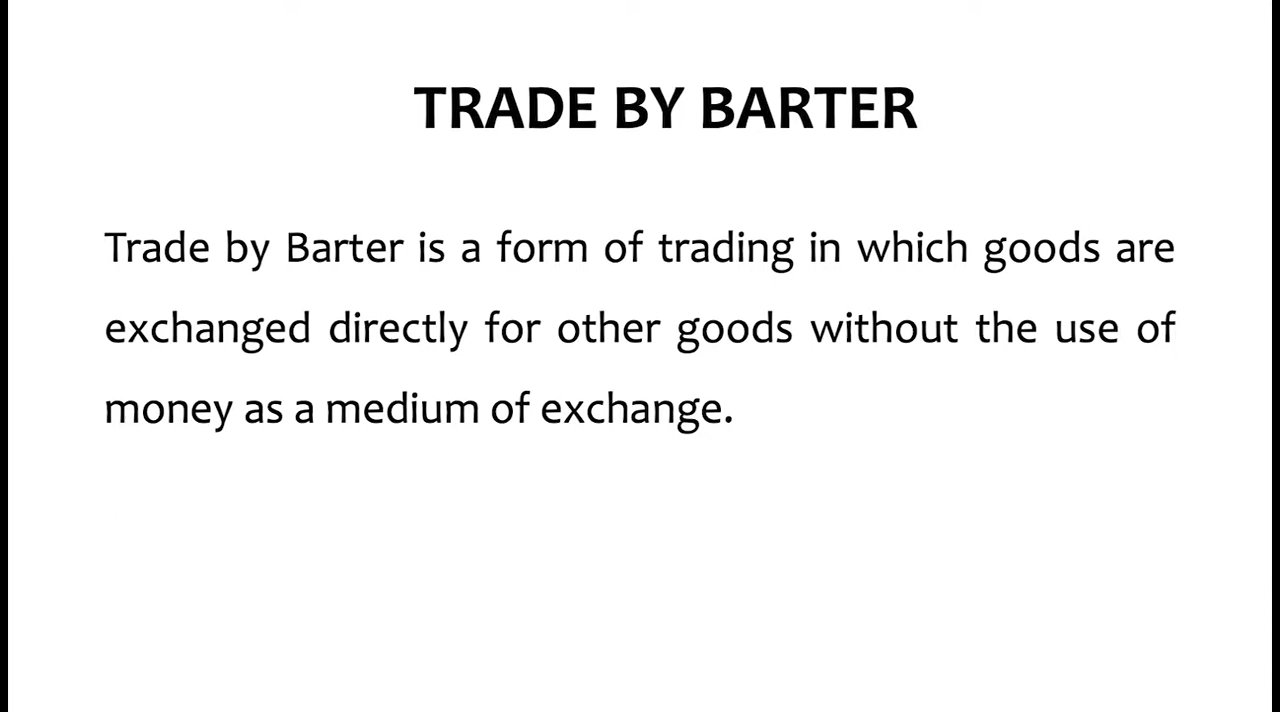 TRADE BY BARTER
Trade by Barter is a form of trading in which goods are
exchanged directly for other goods without the use of
money as a medium of exchange.